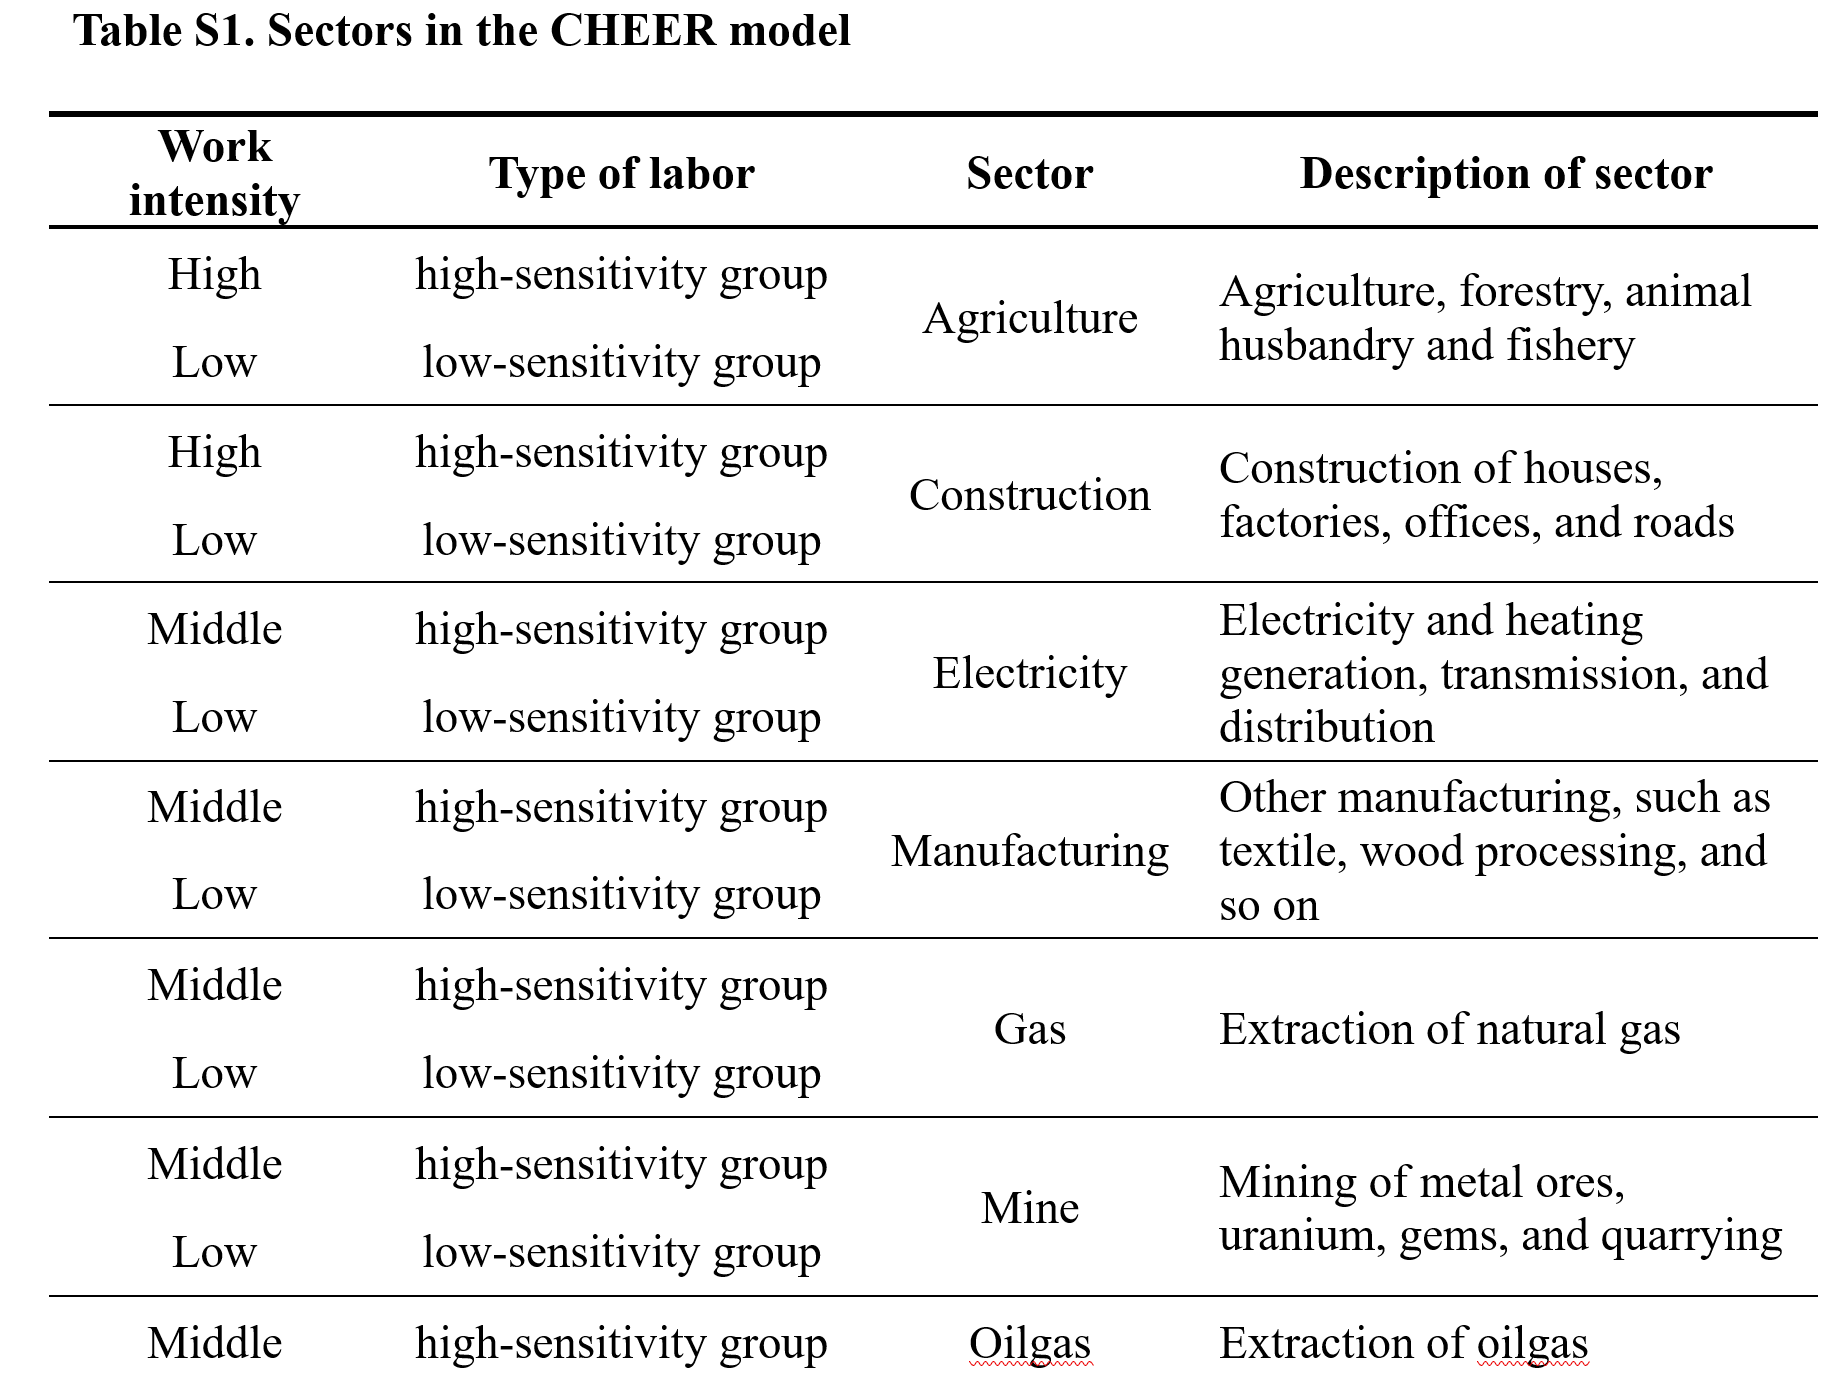 Table S1. Sectors in the CHEER model
Work
intensity
Type of labor
Sector
Description of sector
High
high-sensitivity group
Low
low-sensitivity group
Agriculture
Agriculture, forestry, animal
husbandry and fishery
High
high-sensitivity group
Low
low-sensitivity group
Construction
Construction of houses,
factories, offices, and roads
Middle
high-sensitivity group
Low
low-sensitivity group
Electricity
Electricity and heating
generation, transmission, and
distribution
Middle
high-sensitivity group
Low
low-sensitivity group
Manufacturing
Other manufacturing, such as
textile, wood processing, and
so on
Middle
high-sensitivity group
Low
low-sensitivity group
Gas
Extraction of natural gas
Middle
high-sensitivity group
Low
low-sensitivity group
Mine
Mining of metal ores,
uranium, gems, and quarrying
Middle
high-sensitivity group
Oilgas
Extraction of oilgas